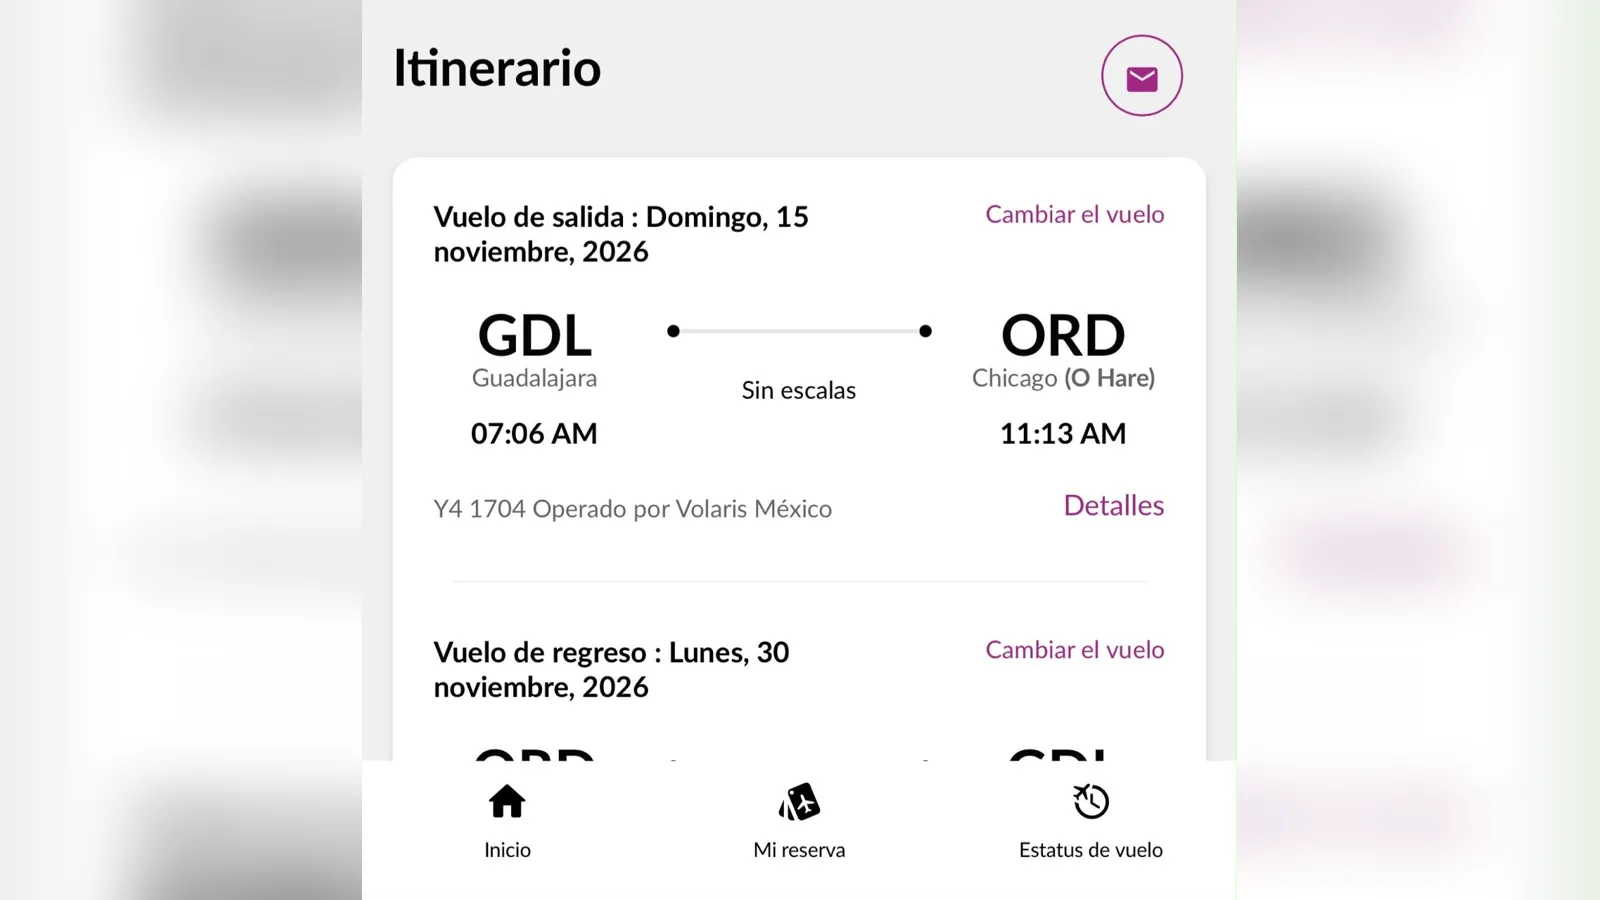 Itinerario
Vuelo de salida : Domingo, 15
noviembre, 2026
Cambiar el vuelo
GDL
ORD
Guadalajara
Sin escalas
Chicago (O Hare)
07:06 AM
11:13 AM
Y4 1704 Operado por Volaris México
Detalles
Vuelo de regreso : Lunes, 30
noviembre, 2026
Cambiar el vuelo
ORD
GDL
Inicio
Mi reserva
Estatus de vuelo